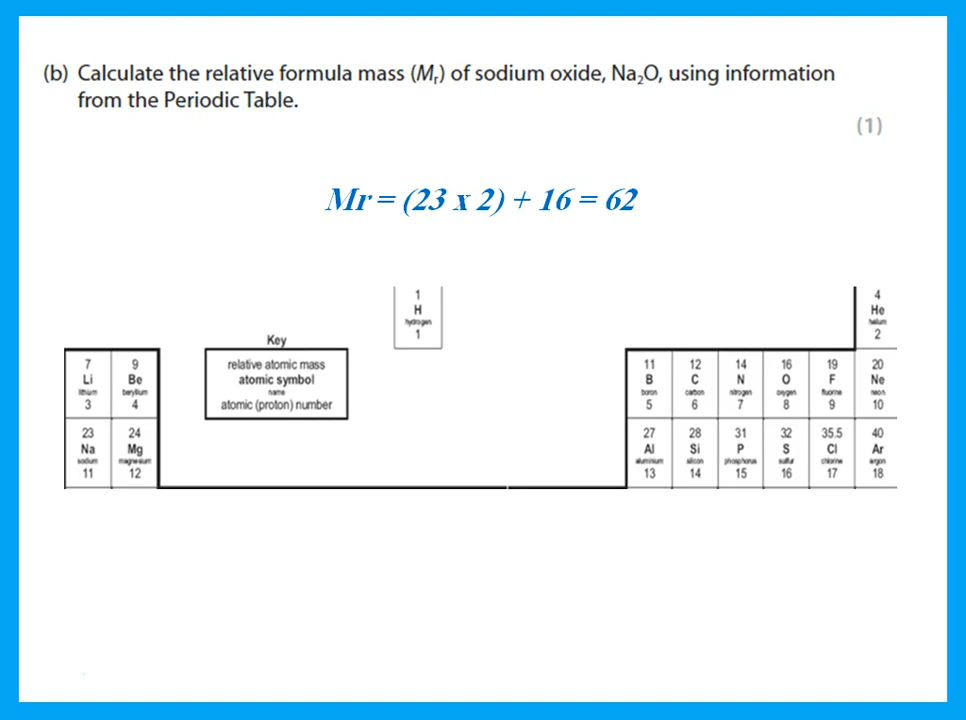 (b) Calculate the relative formula mass (Mr) of sodium oxide, Na₂O, using information
from the Periodic Table.
(1)
Mr = (23 x 2) + 16 = 62
1
H
hydrogen
1
4
He
helium
2
Key
relative atomic mass
atomic symbol
name
atomic (proton) number
7 9 11 12 14 16 19 20
Li Be B C N O F Ne
lithium beryllium boron carbon nitrogen oxygen fluorine neon
3 4 5 6 7 8 9 10
23 24 27 28 31 32 35.5 40
Na Mg Al Si P S Cl Ar
sodium magnesium aluminium silicon phosphorus sulfur chlorine argon
11 12 13 14 15 16 17 18